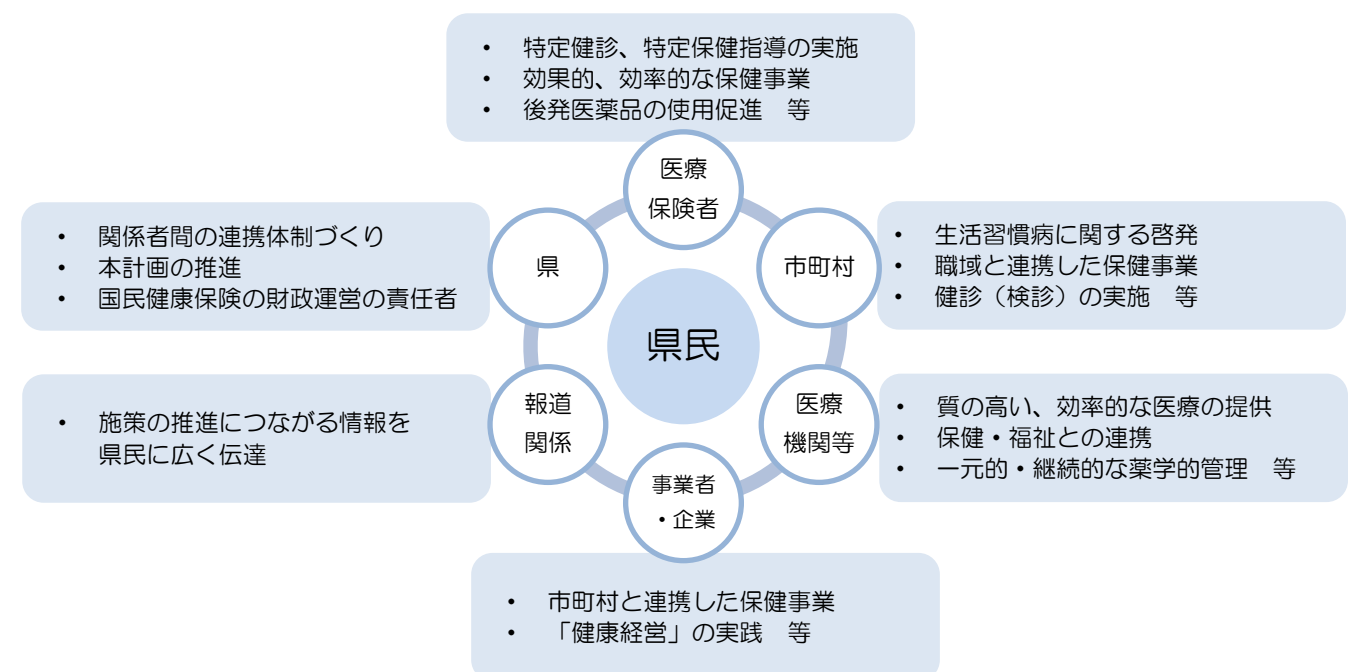 • 特定健診、特定保健指導の実施
• 効果的、効率的な保健事業
• 後発医薬品の使用促進　等
医療
保険者
• 関係者間の連携体制づくり
• 本計画の推進
• 国民健康保険の財政運営の責任者
県
市町村
• 生活習慣病に関する啓発
• 職域と連携した保健事業
• 健診（検診）の実施　等
県民
• 施策の推進につながる情報を
県民に広く伝達
報道
関係
医療
機関等
• 質の高い、効率的な医療の提供
• 保健・福祉との連携
• 一元的・継続的な薬学的管理　等
事業者
・企業
• 市町村と連携した保健事業
• 「健康経営」の実践　等